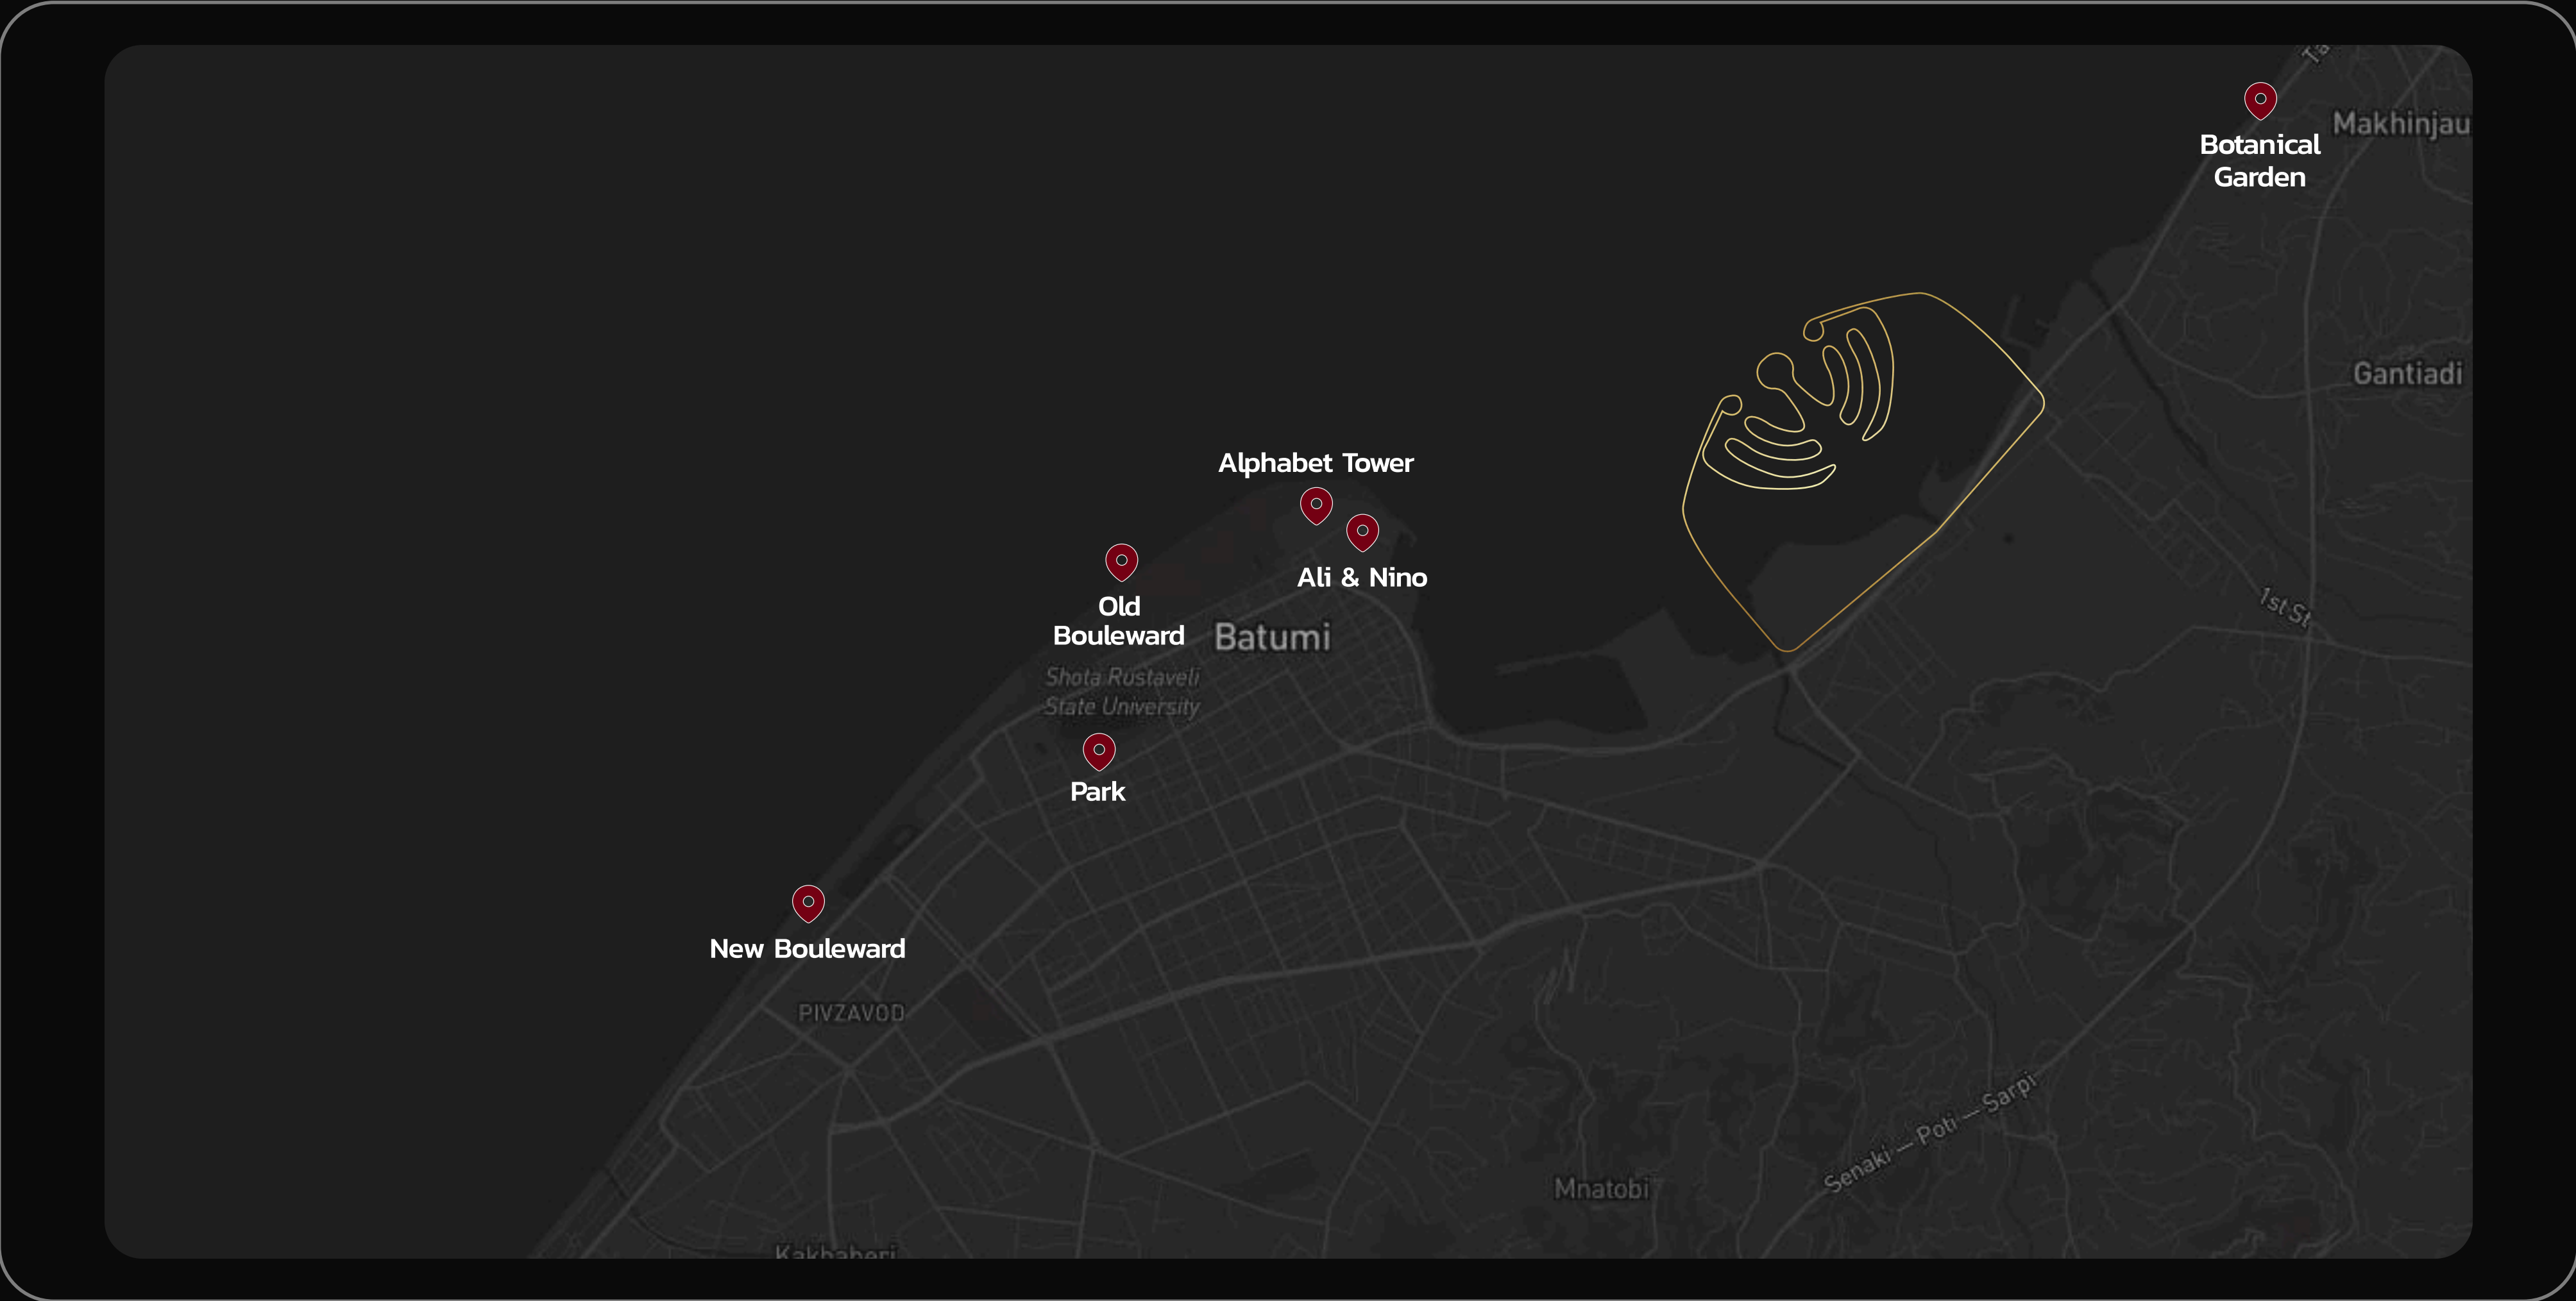 Makhinjau
Botanical
Garden
Gantiadi
Alphabet Tower
Ali & Nino
Old
Bouleward
Batumi
1st St
Shota Rustaveli
State University
Park
New Bouleward
PIVZAVOD
Senaki — Poti — Sarpi
Mnatobi